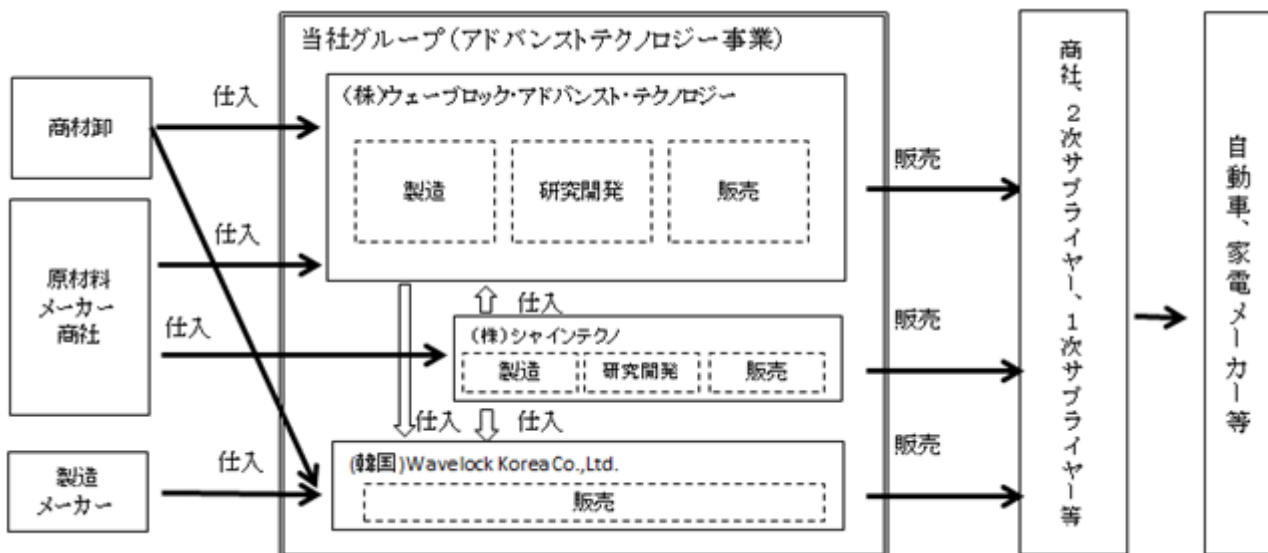 当社グループ(アドバンストテクノロジー事業)
商材卸
仕入
(株)ウェーブロック・アドバンスト・テクノロジー
製造
研究開発
販売
原材料
メーカー
商社
仕入
仕入
仕入
(株)シャインテクノ
製造
研究開発
販売
仕入
仕入
製造
メーカー
仕入
(韓国)Wavelock Korea Co.,Ltd.
販売
販売
販売
販売
商社、2次サプライヤー、1次サプライヤー等
自動車、家電メーカー等